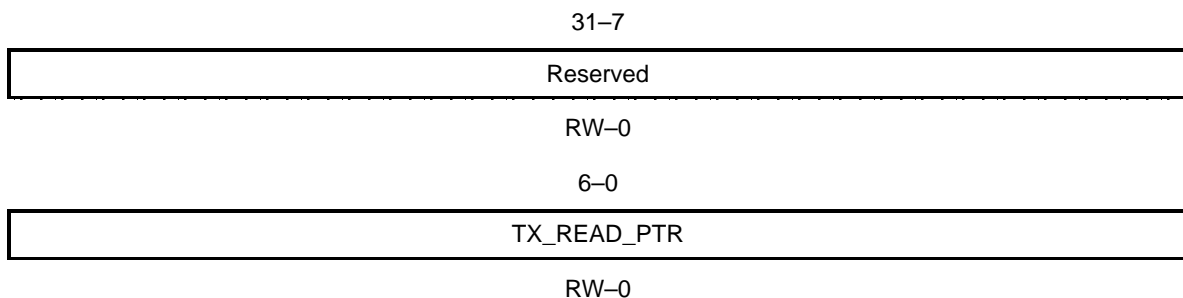 31–7
Reserved
RW–0
6–0
TX_READ_PTR
RW–0